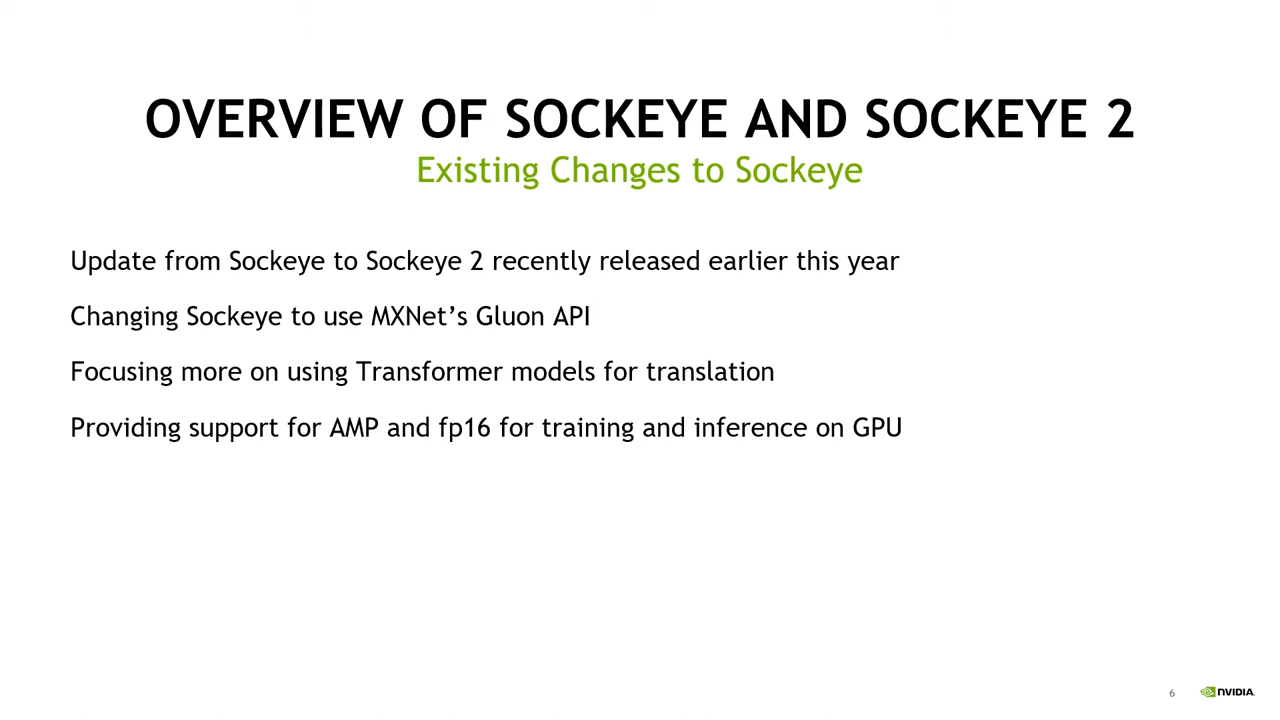 OVERVIEW OF SOCKEYE AND SOCKEYE 2
Existing Changes to Sockeye
Update from Sockeye to Sockeye 2 recently released earlier this year
Changing Sockeye to use MXNet’s Gluon API
Focusing more on using Transformer models for translation
Providing support for AMP and fp16 for training and inference on GPU
6 NVIDIA.